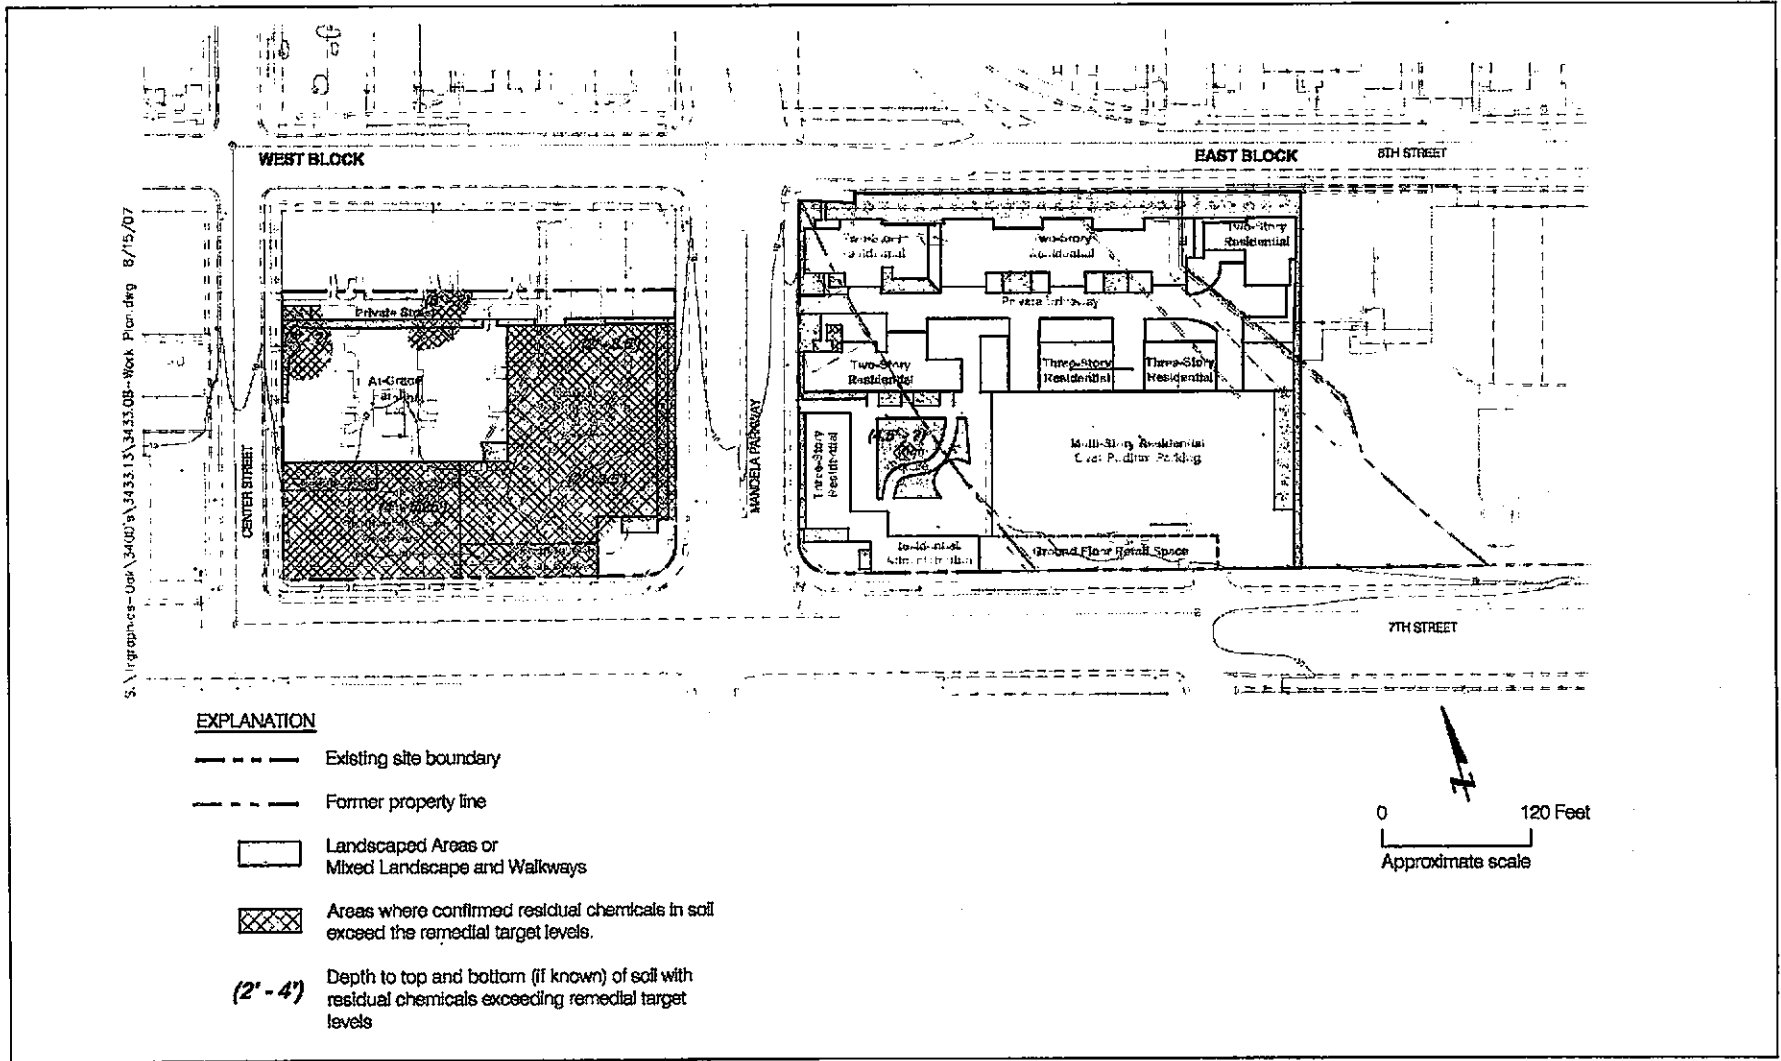 WEST BLOCK
EAST BLOCK
8TH STREET
Two-Story
Residential
Two-Story
Residential
Two-Story
Residential
Private Driveway
Private Street
At-Grade
Parking
Two-Story
Residential
Three-Story
Residential
Three-Story
Residential
Three-Story
Residential
Multi-Story Residential
Over Podium Parking
Residential
Ground Floor Retail Space
CENTER STREET
MANDELA PARKWAY
7TH STREET
8/15/07
EXPLANATION
Existing site boundary
Former property line
Landscaped Areas or
Mixed Landscape and Walkways
Areas where confirmed residual chemicals in soil
exceed the remedial target levels.
(2' - 4')
Depth to top and bottom (if known) of soil with
residual chemicals exceeding remedial target
levels
0 120 Feet
Approximate scale